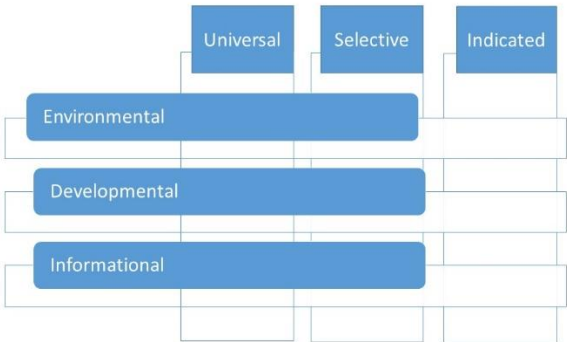 Universal
Selective
Indicated
Environmental
Developmental
Informational